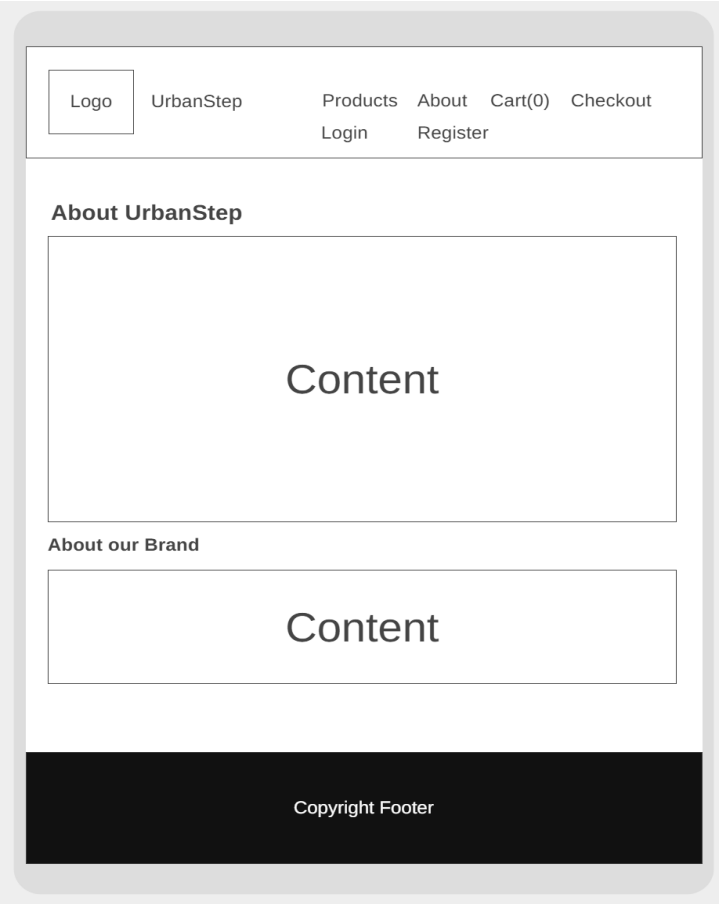 Logo UrbanStep Products About Cart(0) Checkout
Login Register
About UrbanStep
Content
About our Brand
Content
Copyright Footer